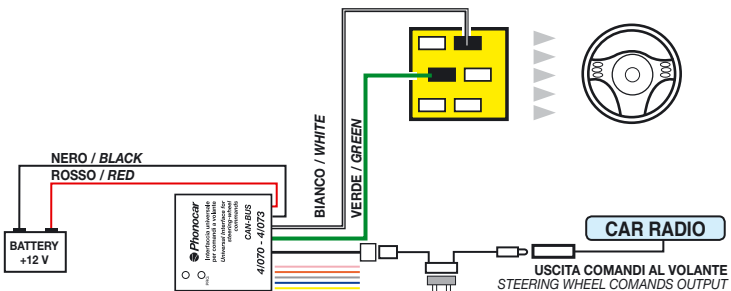 NERO / BLACK
ROSSO / RED
BATTERY
+12 V
BIANCO / WHITE
VERDE / GREEN
Phonocar
Interfaccia universale
per comandi a volante
Universal Interface for
steering-wheel
commands
CAN-BUS
4/070 - 4/073
PRG
CAR RADIO
USCITA COMANDI AL VOLANTE
STEERING WHEEL COMANDS OUTPUT